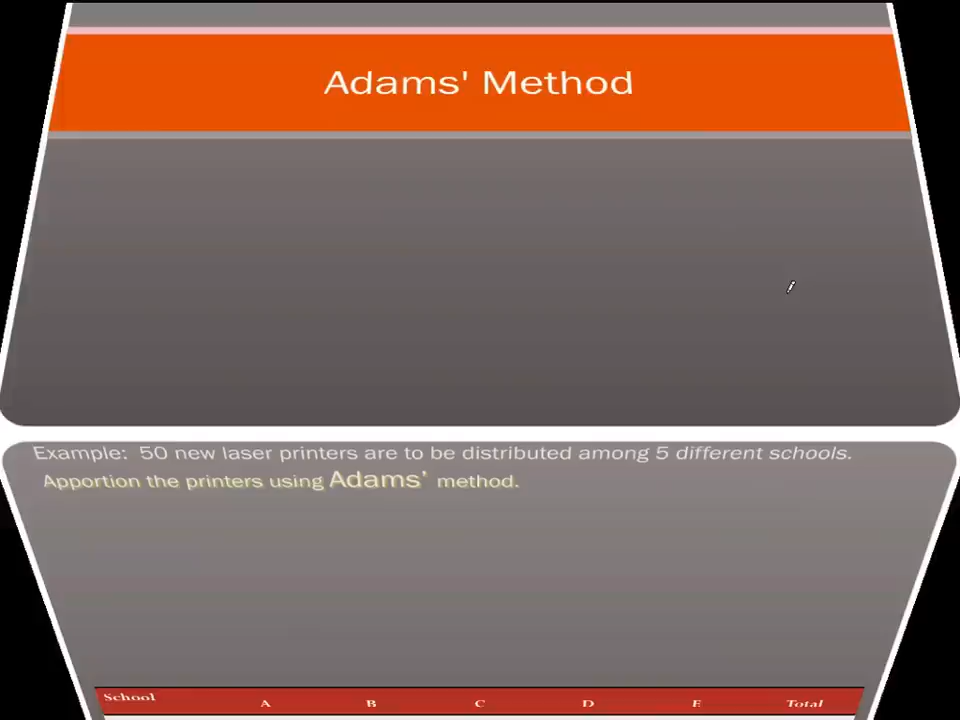 Adams' Method
Example: 50 new laser printers are to be distributed among 5 different schools.
Apportion the printers using Adams' method.
School A B C D E Total